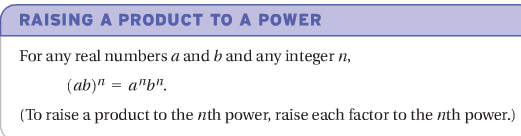 RAISING A PRODUCT TO A POWER
For any real numbers a and b and any integer n,
(ab)ⁿ = aⁿbⁿ.
(To raise a product to the nth power, raise each factor to the nth power.)